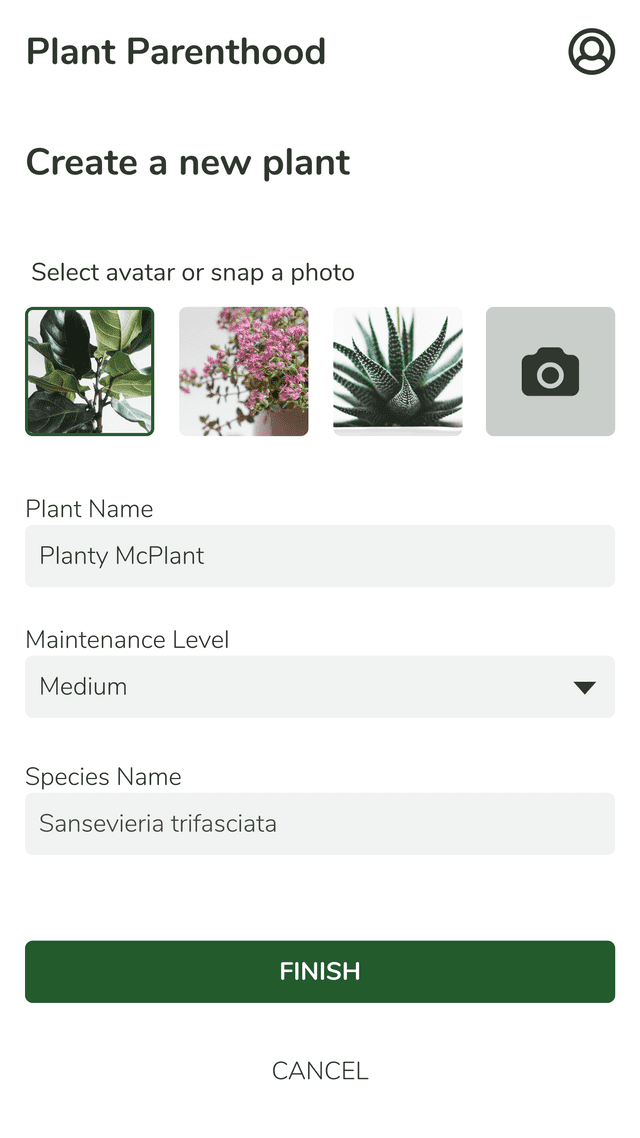 Plant Parenthood
Create a new plant
Select avatar or snap a photo
Plant Name
Planty McPlant
Maintenance Level
Medium
Species Name
Sansevieria trifasciata
FINISH
CANCEL